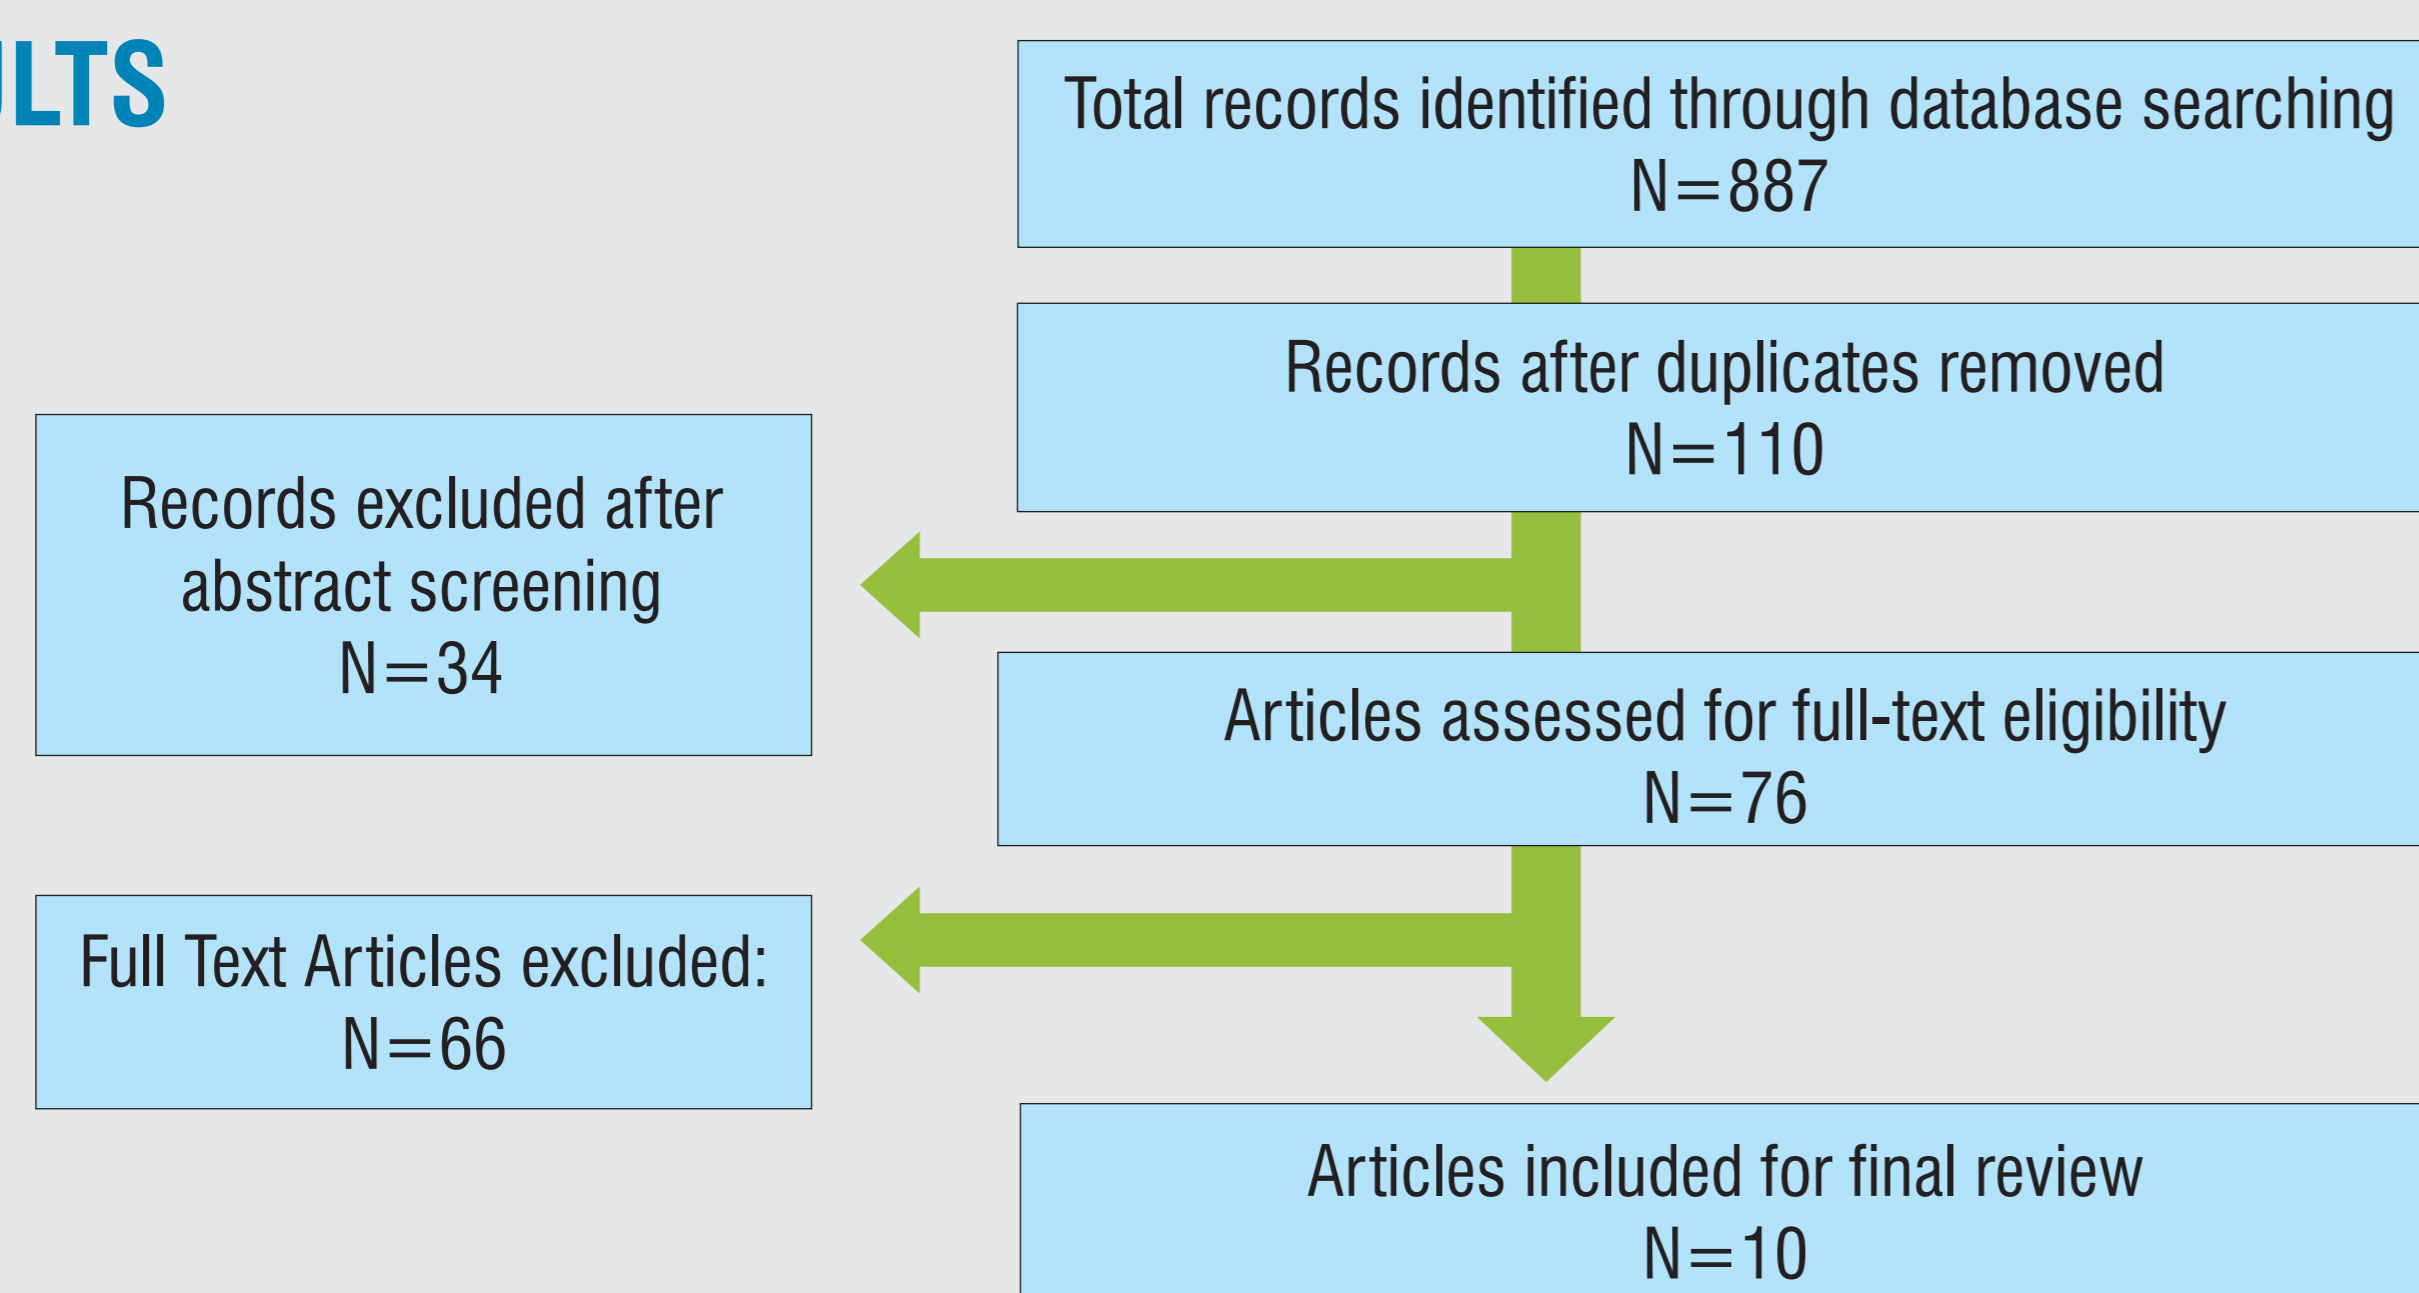 ULTS
Total records identified through database searching
N=887
Records after duplicates removed
N=110
Records excluded after
abstract screening
N=34
Articles assessed for full-text eligibility
N=76
Full Text Articles excluded:
N=66
Articles included for final review
N=10